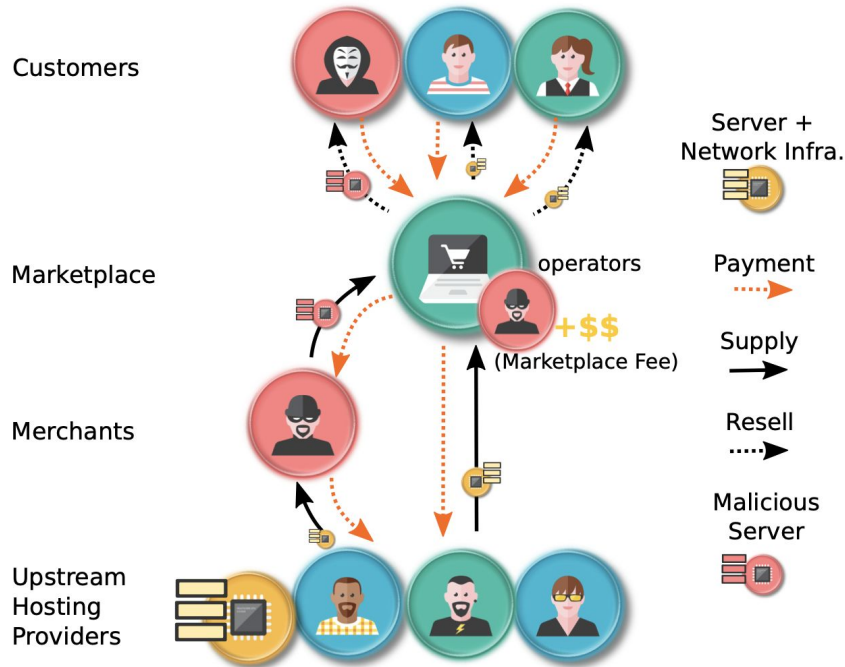 Customers
Server +
Network Infra.
Marketplace
operators
+$$
(Marketplace Fee)
Payment
Supply
Merchants
Resell
Malicious
Server
Upstream
Hosting
Providers